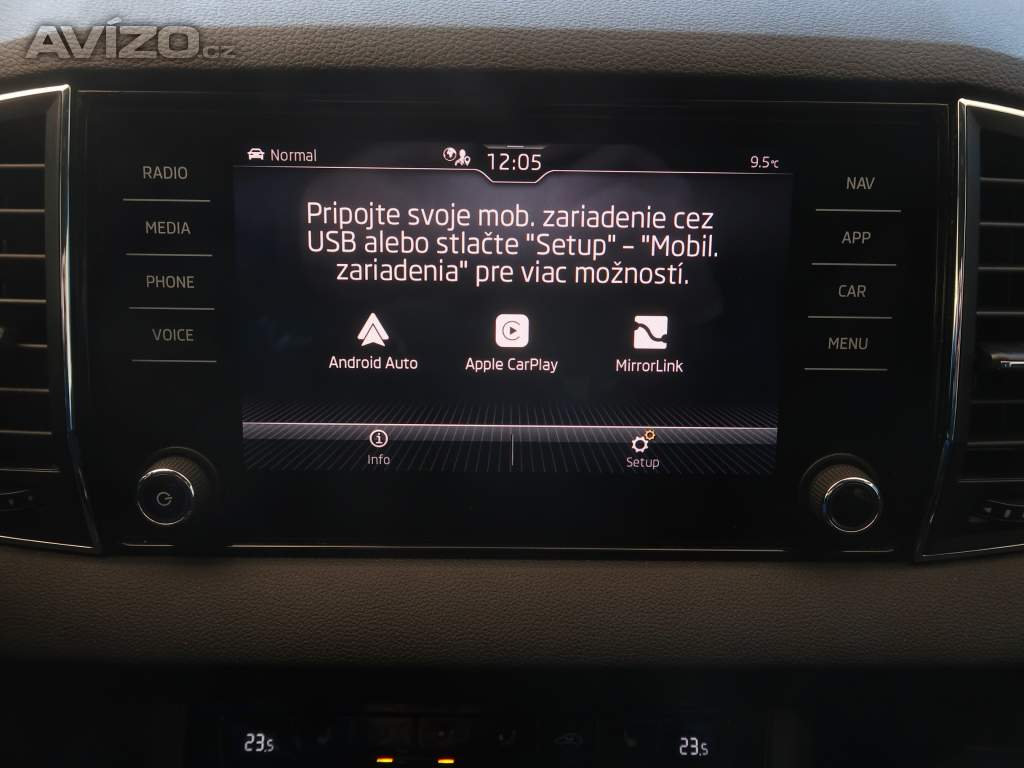 AVÍZO.cz
Normal
12:05
9.5°C
RADIO
MEDIA
PHONE
VOICE
Pripojte svoje mob. zariadenie cez
USB alebo stlačte "Setup" – "Mobil.
zariadenia" pre viac možností.
Android Auto
Apple CarPlay
MirrorLink
Info
Setup
NAV
APP
CAR
MENU
23.5
23.5